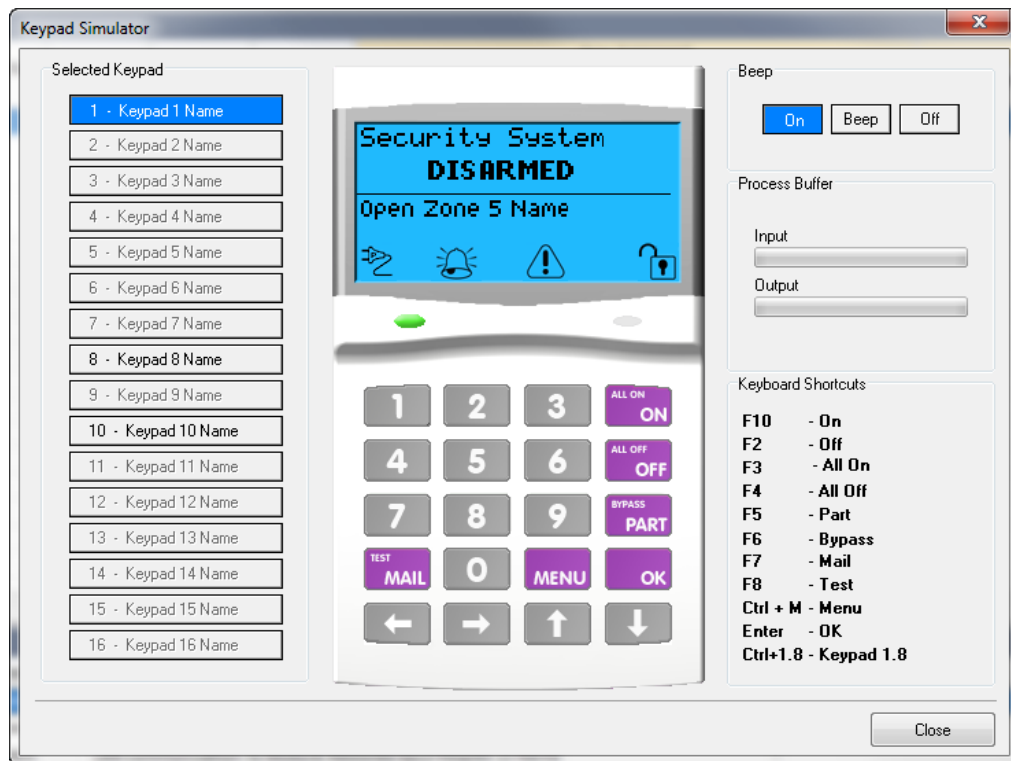 Keypad Simulator
Selected Keypad
1 - Keypad 1 Name
2 - Keypad 2 Name
3 - Keypad 3 Name
4 - Keypad 4 Name
5 - Keypad 5 Name
6 - Keypad 6 Name
7 - Keypad 7 Name
8 - Keypad 8 Name
9 - Keypad 9 Name
10 - Keypad 10 Name
11 - Keypad 11 Name
12 - Keypad 12 Name
13 - Keypad 13 Name
14 - Keypad 14 Name
15 - Keypad 15 Name
16 - Keypad 16 Name
Security System
DISARMED
Open Zone 5 Name
1 2 3 ALL ON ON
4 5 6 ALL OFF OFF
7 8 9 BYPASS PART
TEST MAIL 0 MENU OK
Beep
On Beep Off
Process Buffer
Input
Output
Keyboard Shortcuts
F10 - On
F2 - Off
F3 - All On
F4 - All Off
F5 - Part
F6 - Bypass
F7 - Mail
F8 - Test
Ctrl + M - Menu
Enter - OK
Ctrl+1.8 - Keypad 1.8
Close